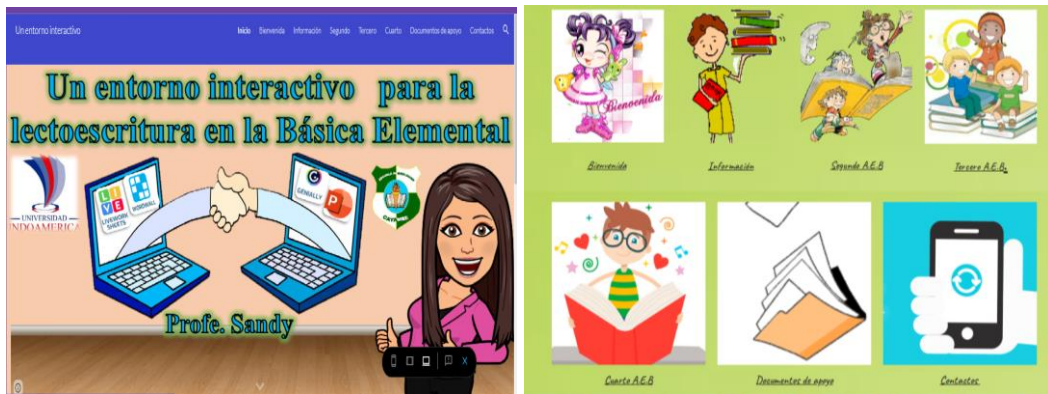 Un entorno interactivo
Inicio Bienvenida Información Segundo Tercero Cuarto Documentos de apoyo Contactos
Un entorno interactivo para la
lectoescritura en la Básica Elemental
UNIVERSIDAD
INDOAMERICA
LIVE
LIVEWORK
SHEETS
WORDWALL
GENIALLY
P
CATAMA
Profe. Sandy
Bienvenida
Bienvenida
Información
Segundo A.E.B
Tercero A.E.B.
Cuarto A.E.B
Documentos de apoyo
Contactos